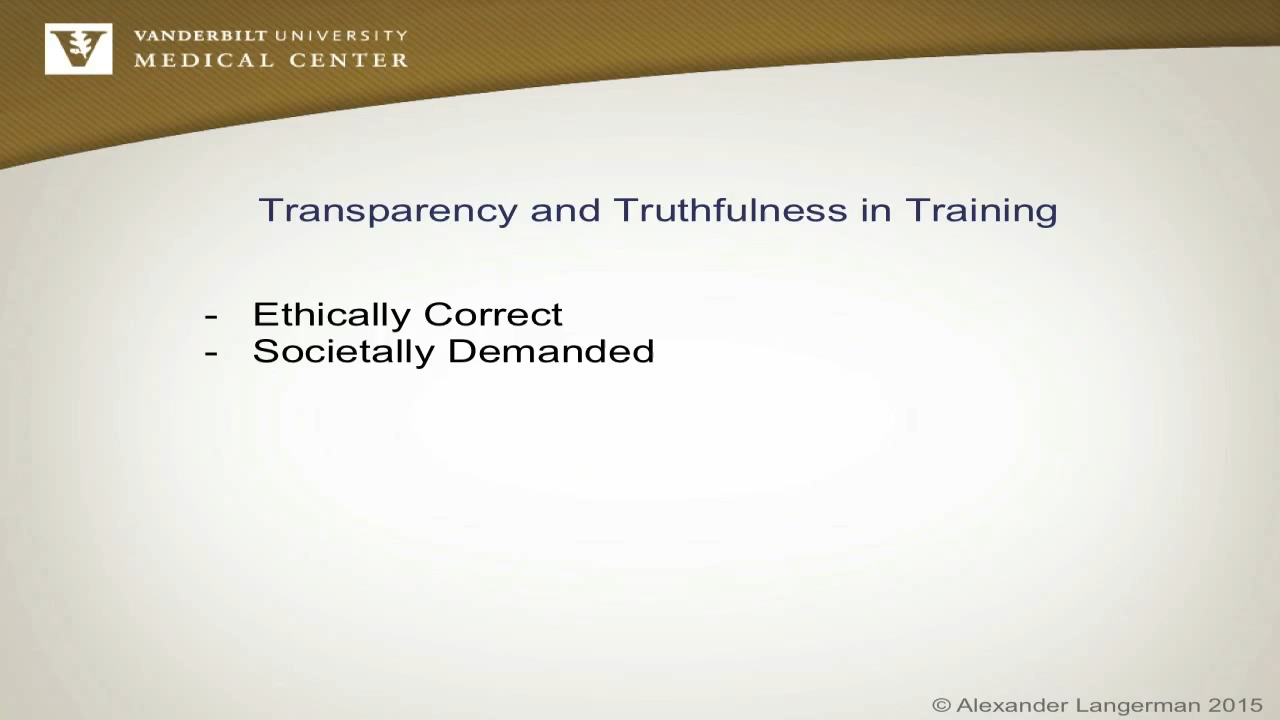 VANDERBILT UNIVERSITY
MEDICAL CENTER
Transparency and Truthfulness in Training
- Ethically Correct
- Societally Demanded
© Alexander Langerman 2015